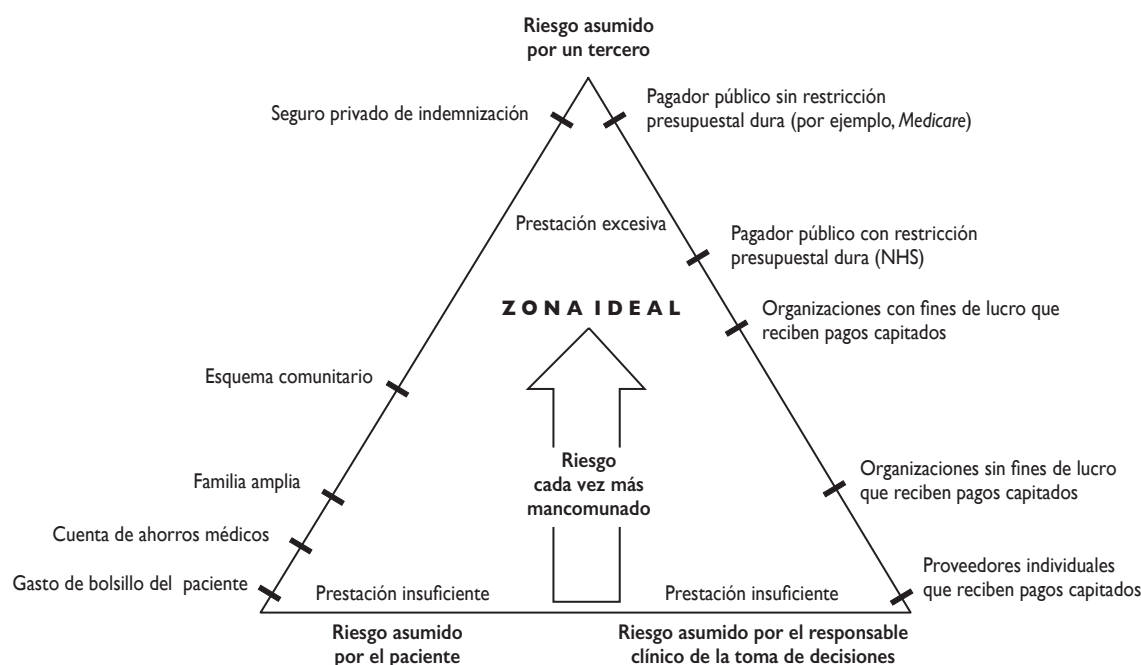 Riesgo asumido
por un tercero
Seguro privado de indemnización
Pagador público sin restricción
presupuestal dura (por ejemplo, Medicare)
Prestación excesiva
Pagador público con restricción
presupuestal dura (NHS)
ZONA IDEAL
Organizaciones con fines de lucro que
reciben pagos capitados
Esquema comunitario
Riesgo
cada vez más
mancomunado
Familia amplia
Organizaciones sin fines de lucro
que reciben pagos capitados
Cuenta de ahorros médicos
Gasto de bolsillo del paciente
Proveedores individuales
que reciben pagos capitados
Prestación insuficiente
Prestación insuficiente
Riesgo asumido
por el paciente
Riesgo asumido por el responsable
clínico de la toma de decisiones